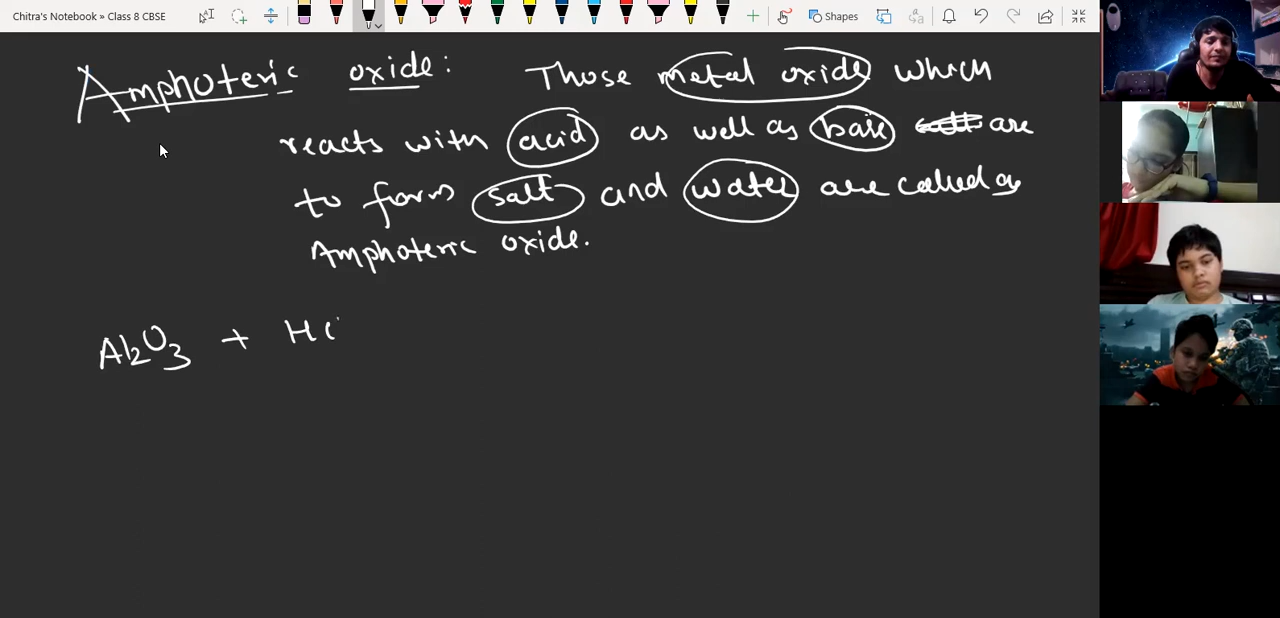 Chitra's Notebook » Class 8 CBSE
Shapes
Amphoteric oxide: Those metal oxide which
reacts with acid as well as base are
to form salt and water are called as
Amphoteric oxide.
Al2O3 + HC